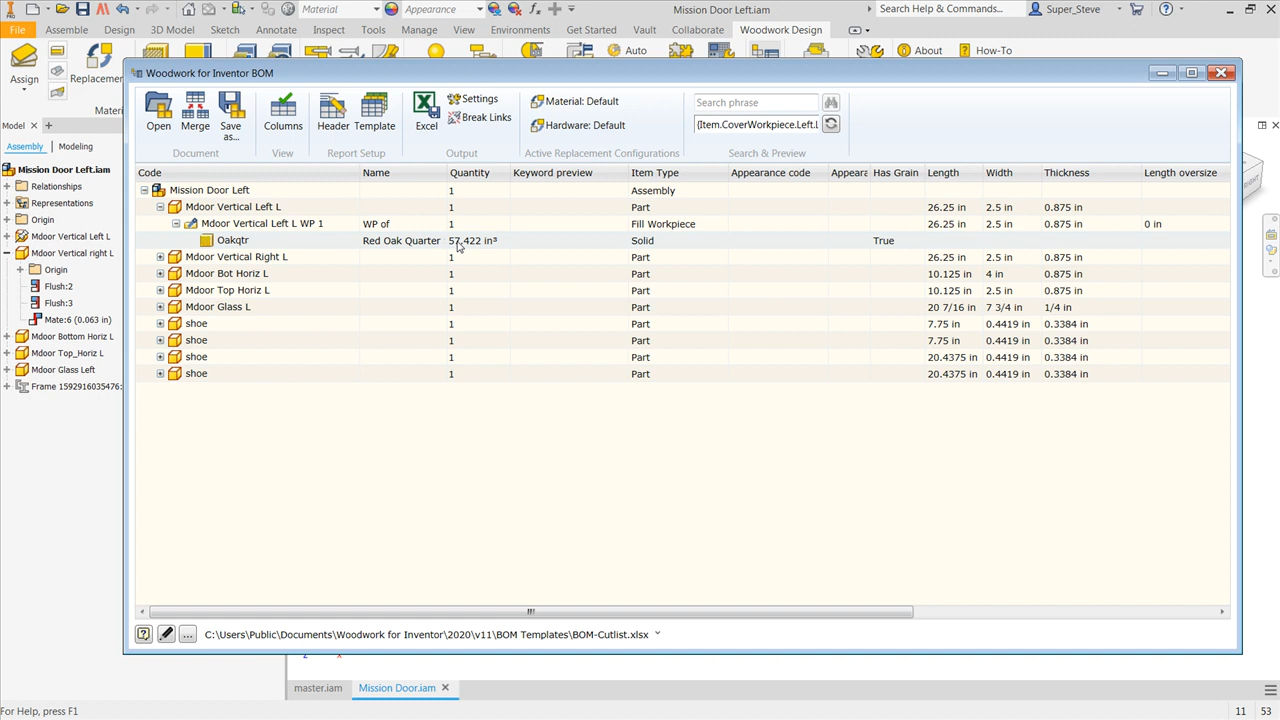 Material
Appearance
Mission Door Left.iam
Search Help & Commands...
Super_Steve
File
Assemble
Design
3D Model
Sketch
Annotate
Inspect
Tools
Manage
View
Environments
Get Started
Vault
Collaborate
Woodwork Design
Assign
Replacemen
Auto
About
How-To
Materi
Woodwork for Inventor BOM
Open
Merge
Save as...
Columns
Header
Template
Excel
Settings
Break Links
Material: Default
Hardware: Default
Search phrase
{Item.CoverWorkpiece.Left.I
Document
View
Report Setup
Output
Active Replacement Configurations
Search & Preview
Model
Assembly
Modeling
Mission Door Left.iam
Relationships
Representations
Origin
Mdoor Vertical Left L
Mdoor Vertical right L
Origin
Flush:2
Flush:3
Mate:6 (0.063 in)
Mdoor Bottom Horiz L
Mdoor Top_Horiz L
Mdoor Glass Left
Frame 1592916035476:
Code Name Quantity Keyword preview Item Type Appearance code Appeara Has Grain Length Width Thickness Length oversize
Mission Door Left 1 Assembly
Mdoor Vertical Left L 1 Part 26.25 in 2.5 in 0.875 in
Mdoor Vertical Left L WP 1 WP of 1 Fill Workpiece 26.25 in 2.5 in 0.875 in 0 in
Oakqtr Red Oak Quarter 57.422 in³ Solid True
Mdoor Vertical Right L 1 Part 26.25 in 2.5 in 0.875 in
Mdoor Bot Horiz L 1 Part 10.125 in 4 in 0.875 in
Mdoor Top Horiz L 1 Part 10.125 in 2.5 in 0.875 in
Mdoor Glass L 1 Part 20 7/16 in 7 3/4 in 1/4 in
shoe 1 Part 7.75 in 0.4419 in 0.3384 in
shoe 1 Part 7.75 in 0.4419 in 0.3384 in
shoe 1 Part 20.4375 in 0.4419 in 0.3384 in
shoe 1 Part 20.4375 in 0.4419 in 0.3384 in
C:\Users\Public\Documents\Woodwork for Inventor\2020\v11\BOM Templates\BOM-Cutlist.xlsx
master.iam
Mission Door.iam
For Help, press F1
11 53
RIGHT